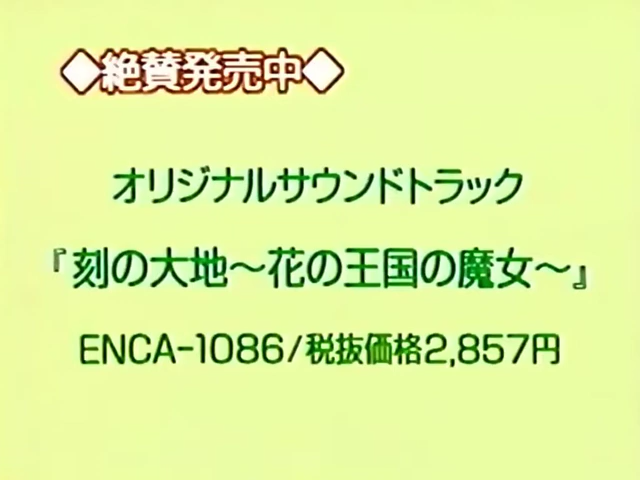 ◆絶賛発売中◆
オリジナルサウンドトラック
『刻の大地～花の王国の魔女～』
ENCA-1086/税抜価格2,857円